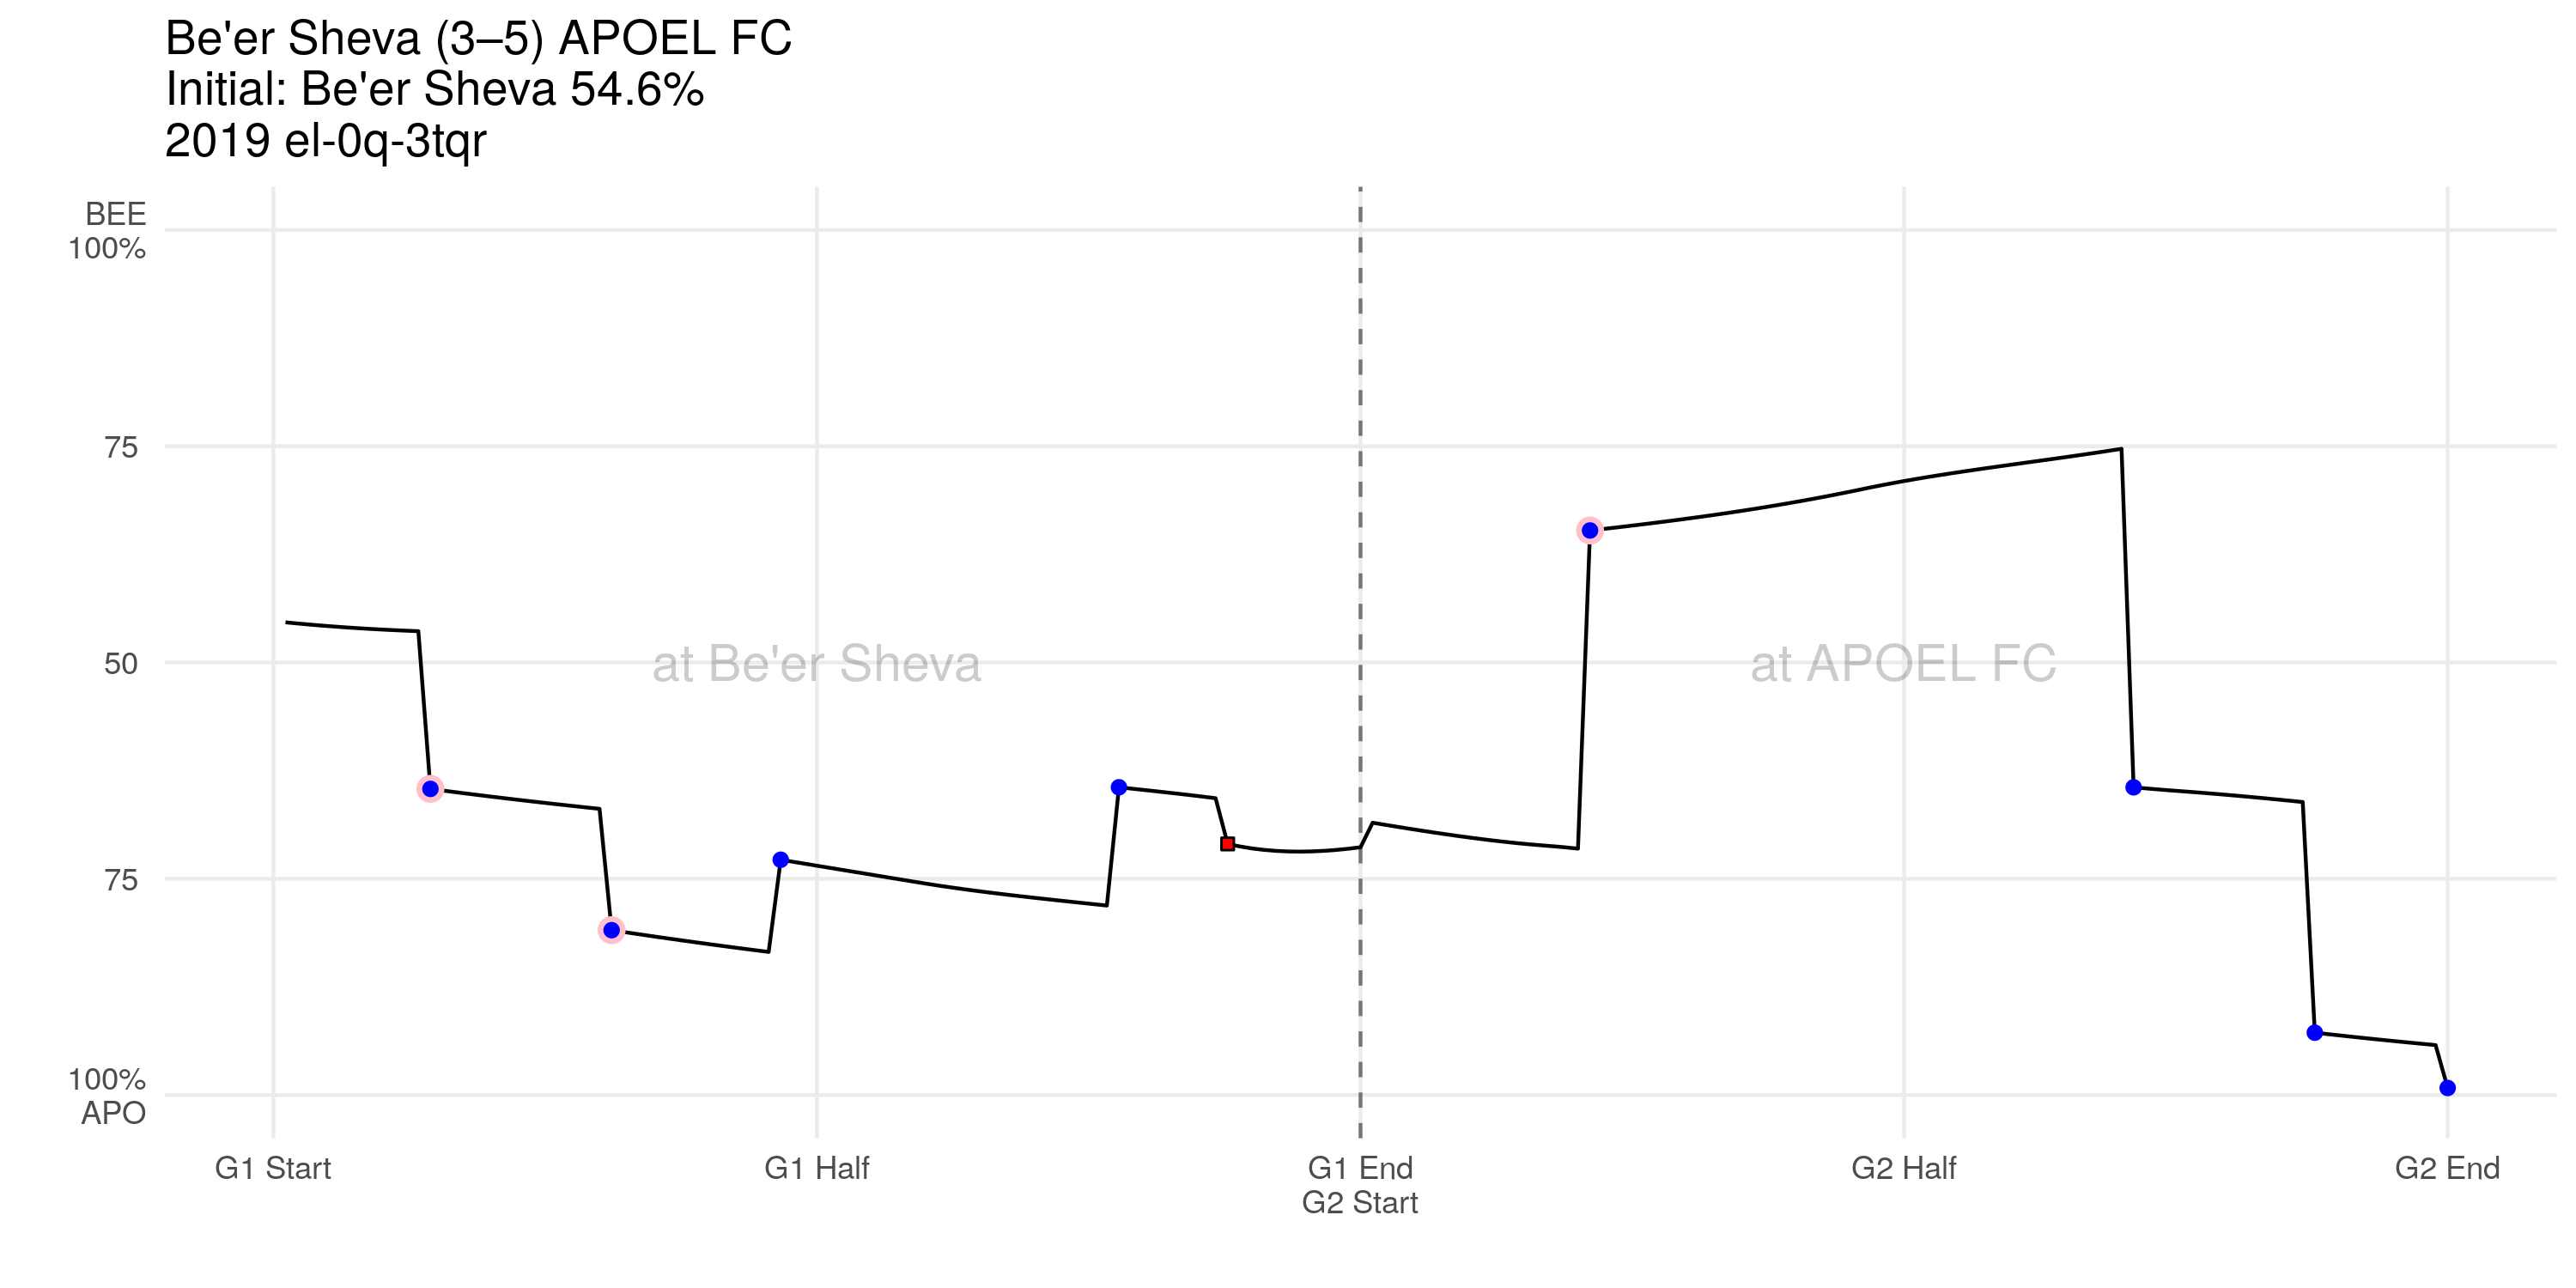 Be'er Sheva (3–5) APOEL FC
Initial: Be'er Sheva 54.6%
2019 el-0q-3tqr
BEE
100%
75
50
75
100%
APO
at Be'er Sheva
at APOEL FC
G1 Start
G1 Half
G1 End
G2 Start
G2 Half
G2 End